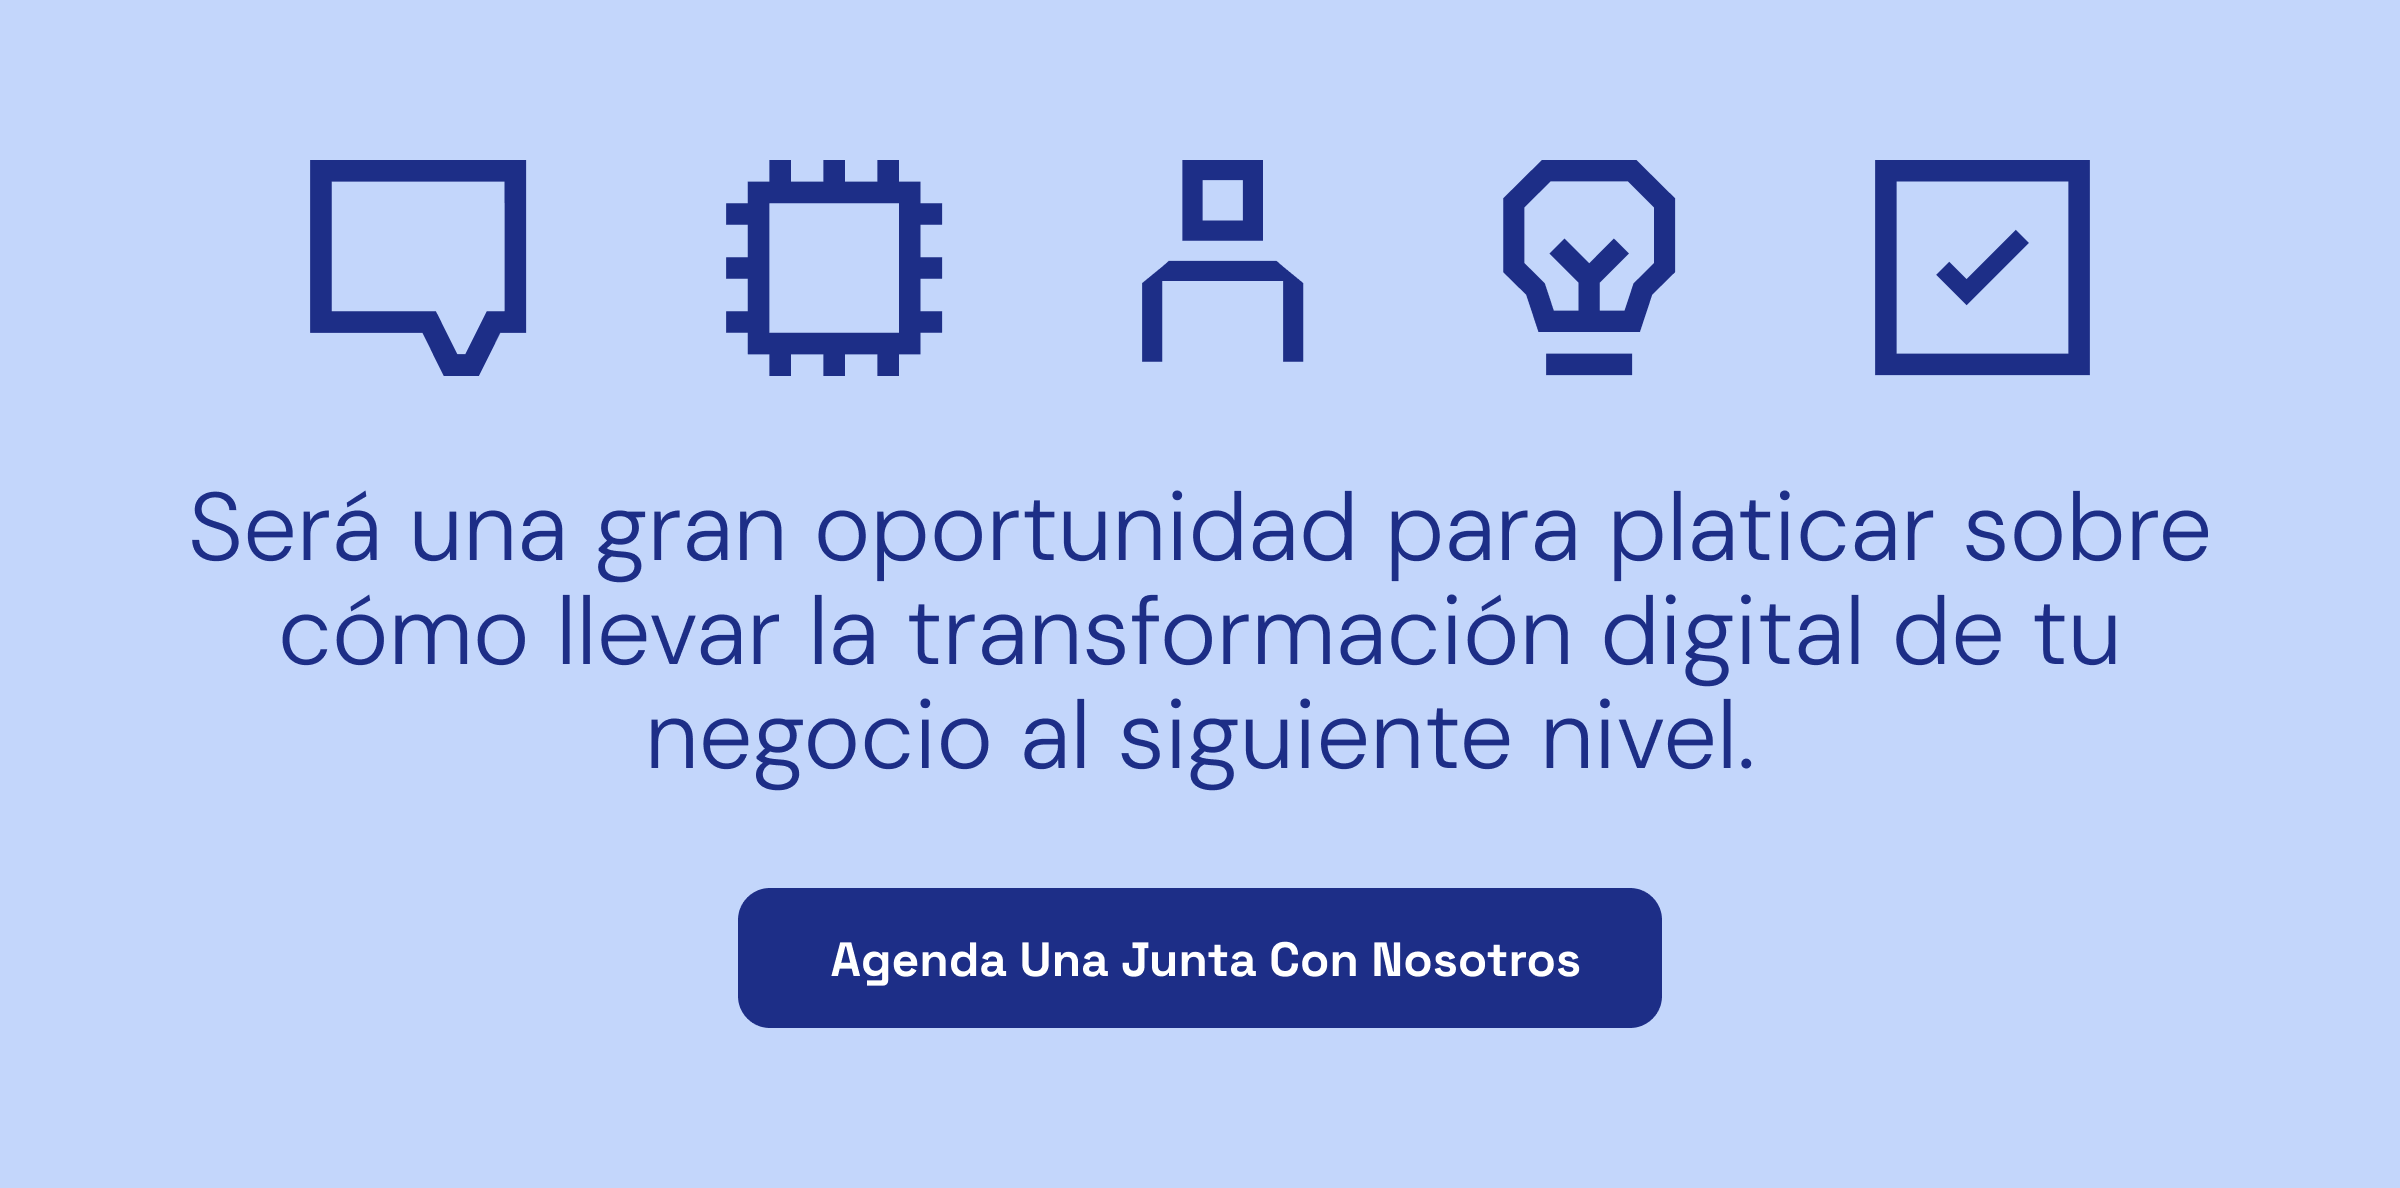 Será una gran oportunidad para platicar sobre
cómo llevar la transformación digital de tu
negocio al siguiente nivel.
Agenda Una Junta Con Nosotros